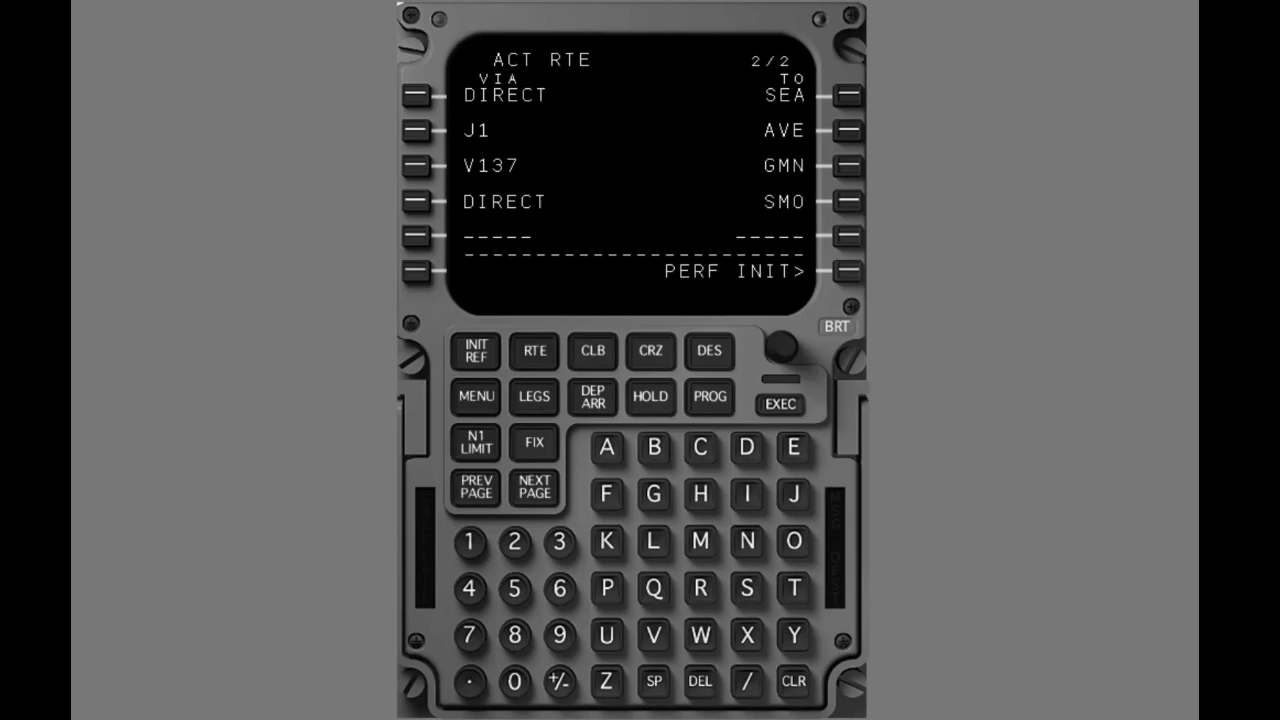 ACT RTE 2/2
VIA TO
DIRECT SEA
J1 AVE
V137 GMN
DIRECT SMO
----- -----
------------------------
PERF INIT>
BRT
INIT REF RTE CLB CRZ DES
MENU LEGS DEP ARR HOLD PROG EXEC
N1 LIMIT FIX
A B C D E
PREV PAGE NEXT PAGE
F G H I J
1 2 3 K L M N O
4 5 6 P Q R S T
7 8 9 U V W X Y
. 0 +/- Z SP DEL / CLR